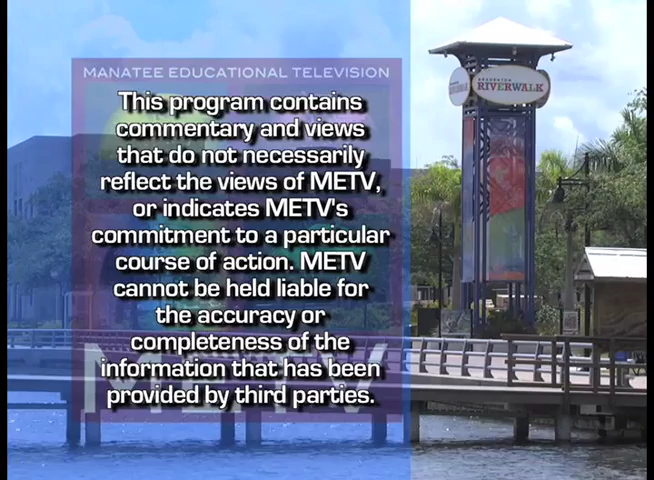 MANATEE EDUCATIONAL TELEVISION
This program contains
commentary and views
that do not necessarily
reflect the views of METV,
or indicates METV's
commitment to a particular
course of action. METV
cannot be held liable for
the accuracy or
completeness of the
information that has been
provided by third parties.
METV
BRADENTON
RIVERWALK